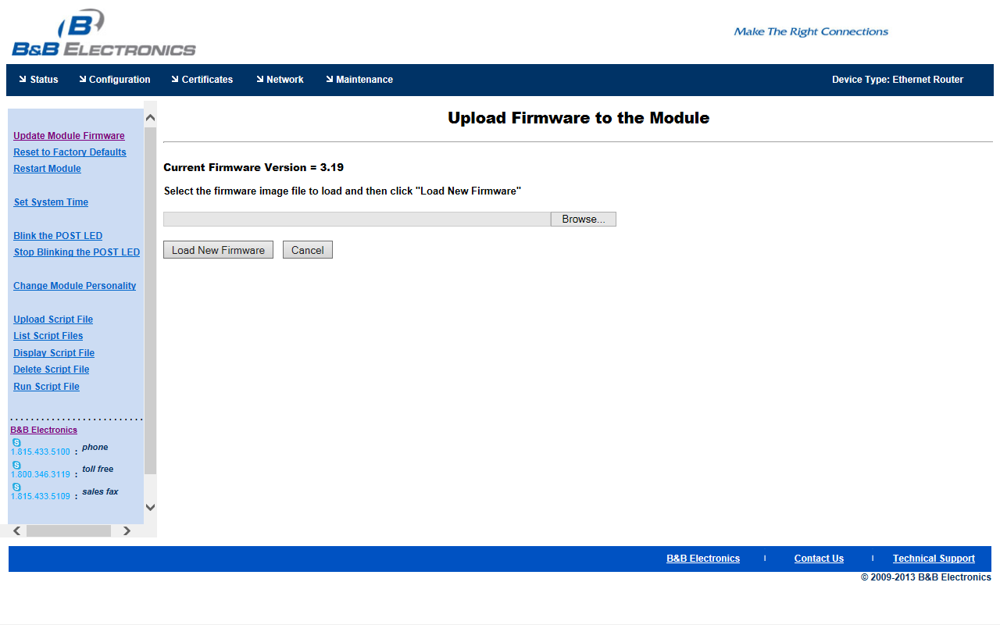 B&B ELECTRONICS
Make The Right Connections
Status Configuration Certificates Network Maintenance Device Type: Ethernet Router
Update Module Firmware
Reset to Factory Defaults
Restart Module
Set System Time
Blink the POST LED
Stop Blinking the POST LED
Change Module Personality
Upload Script File
List Script Files
Display Script File
Delete Script File
Run Script File
B&B Electronics
1.815.433.5100 : phone
1.800.346.3119 : toll free
1.815.433.5109 : sales fax
Upload Firmware to the Module
Current Firmware Version = 3.19
Select the firmware image file to load and then click "Load New Firmware"
Browse...
Load New Firmware Cancel
B&B Electronics | Contact Us | Technical Support
© 2009-2013 B&B Electronics